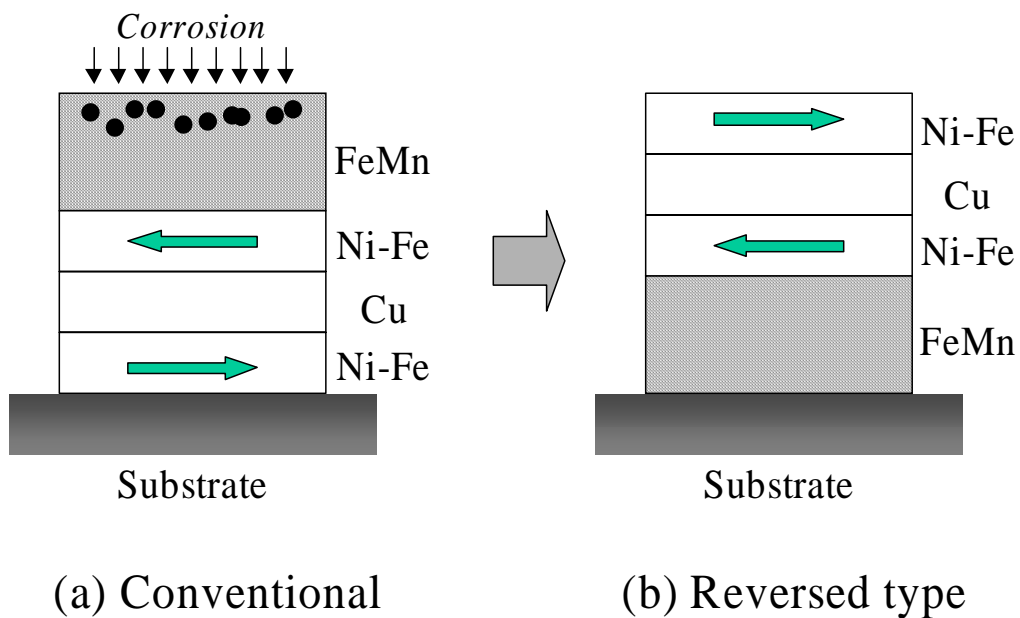 Corrosion
FeMn
Ni-Fe
Cu
Ni-Fe
Substrate
(a) Conventional
Ni-Fe
Cu
Ni-Fe
FeMn
Substrate
(b) Reversed type